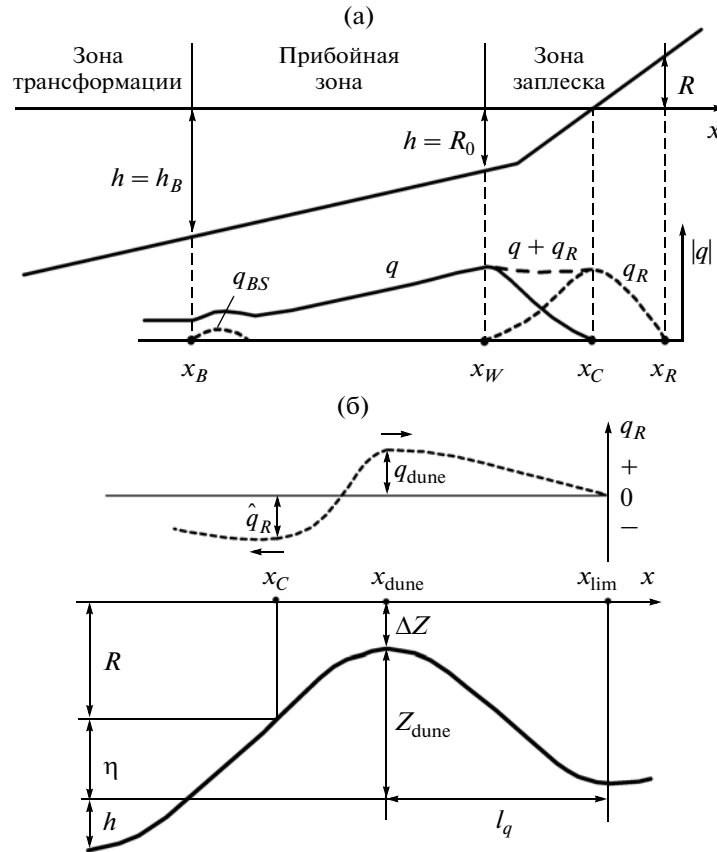 (а)
Зона трансформации
Прибойная зона
Зона заплеска
R
x
h = R₀
h = h_B
q + q_R
|q|
q_BS
q
q_R
x_B
x_W
x_C
x_R
(б)
q_R
+
q_dune
0
q̂_R
−
x_C
x_dune
x_lim
x
ΔZ
R
Z_dune
η
h
l_q